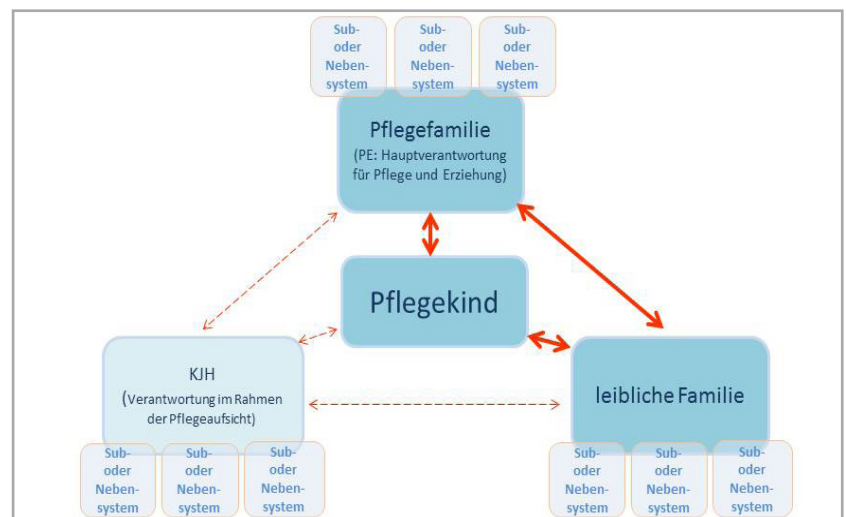 Sub-
oder
Neben-
system
Sub-
oder
Neben-
system
Sub-
oder
Neben-
system
Pflegefamilie
(PE: Hauptverantwortung
für Pflege und Erziehung)
Pflegekind
KJH
(Verantwortung im Rahmen
der Pflegeaufsicht)
leibliche Familie
Sub-
oder
Neben-
system
Sub-
oder
Neben-
system
Sub-
oder
Neben-
system
Sub-
oder
Neben-
system
Sub-
oder
Neben-
system
Sub-
oder
Neben-
system